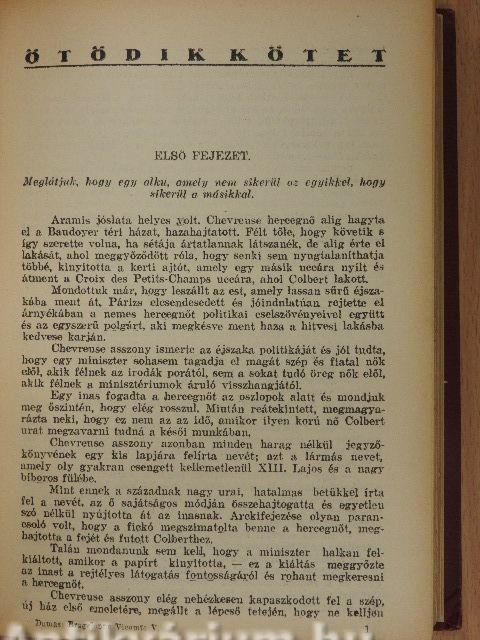 ÖTÖDIK KÖTET
ELSŐ FEJEZET.
Meglátjuk, hogy egy alku, amely nem sikerül az egyikkel, hogy
sikerül a másikkal.
Aramis jóslata helyes volt. Chevreuse hercegnő alig hagyta
el a Baudoyer téri házat, hazahajtatott. Félt tőle, hogy követik s
így szerette volna, ha sétája ártatlannak látszanék, de alig érte el
lakását, ahol meggyőződött róla, hogy senki sem nyugtalaníthatja
többé, kinyitotta a kerti ajtót, amely egy másik uccára nyílt és
átment a Croix des Petits-Champs uccára, ahol Colbert lakott.
Mondottuk már, hogy leszállt az est, amely lassan sűrű éjsza-
kába ment át, Párizs elcsendesedett és jóindulatúan rejtette el
árnyékában a nemes hercegnőt politikai cselszövényeivel együtt
és az egyszerű polgárt, aki megkésve ment haza a hitvesi lakásba
kedvese karján.
Chevreuse asszony ismerte az éjszaka politikáját és jól tudta,
hogy egy miniszter sohasem tagadja el magát szép és fiatal nők
elől, akik félnek az irodák porától, sem a sokat tudó öreg nők elől,
akik félnek a minisztériumok áruló visszhangjától.
Egy inas fogadta a hercegnőt az oszlopok alatt és mondjuk
meg őszintén, hogy elég rosszul. Miután reátekintett, megmagya-
rázta neki, hogy ez nem az az idő, amikor ilyen korú nő Colbert
urat megzavarni tudná a késői munkában.
Chevreuse asszony azonban minden harag nélkül jegyző-
könyvének egy kis lapjára felírta nevét; azt a lármás nevet,
amely oly gyakran csengett kellemetlenül XIII. Lajos és a nagy
bíboros fülébe.
Mint ennek a századnak nagy urai, hatalmas betűkkel írta
fel a nevét, az ő sajátságos módján összehajtogatta és egyetlen
szó nélkül nyújtotta át az inasnak. Arckifejezése olyan paran-
csoló volt, hogy a fickó megszimatolta benne a hercegnőt, meg-
hajtotta a fejét és futott Colberthez.
Talán mondanunk sem kell, hogy a miniszter halkan fel-
kiáltott, amikor a papírt kinyitotta, — ez a kiáltás meggyőzte
az inast a rejtélyes látogatás fontosságáról és rohant megkeresni
a hercegnőt.
Chevreuse asszony elég nehézkesen kapaszkodott fel a szép,
új ház első emeletére, megállt a lépcső tetején, hogy ne kelljen
Dumas: Vicomte V. 1